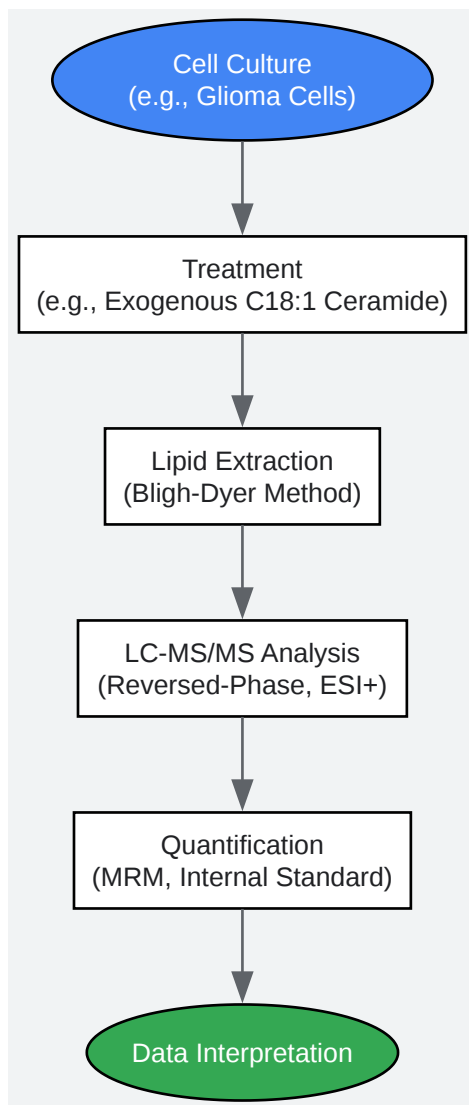 Cell Culture
(e.g., Glioma Cells)
Treatment
(e.g., Exogenous C18:1 Ceramide)
Lipid Extraction
(Bligh-Dyer Method)
LC-MS/MS Analysis
(Reversed-Phase, ESI+)
Quantification
(MRM, Internal Standard)
Data Interpretation